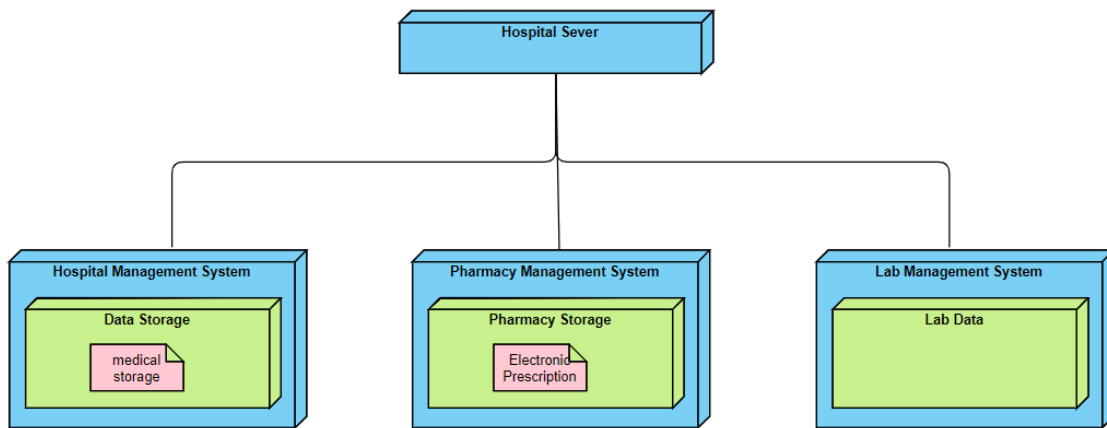 Hospital Sever
Hospital Management System
Pharmacy Management System
Lab Management System
Data Storage
Pharmacy Storage
Lab Data
medical
storage
Electronic
Prescription